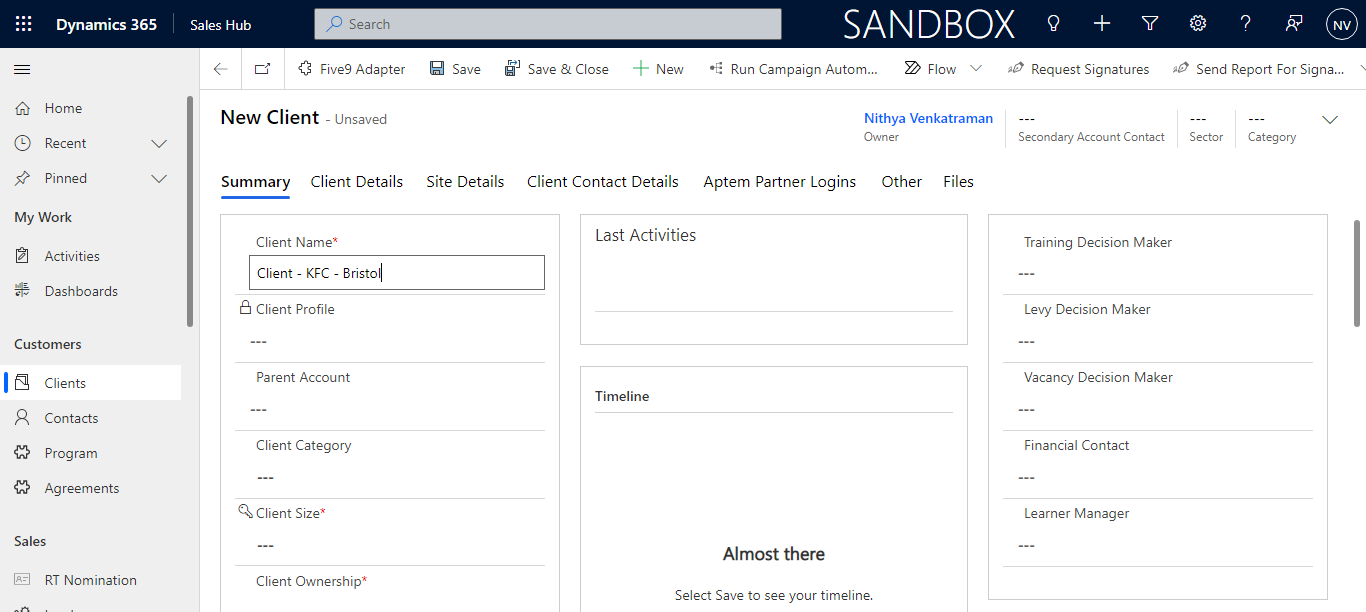 Dynamics 365 Sales Hub Search SANDBOX NV
Five9 Adapter Save Save & Close New Run Campaign Autom... Flow Request Signatures Send Report For Signa...
Home
Recent
Pinned
My Work
Activities
Dashboards
Customers
Clients
Contacts
Program
Agreements
Sales
RT Nomination
New Client - Unsaved
Nithya Venkatraman
Owner
---
Secondary Account Contact
---
Sector
---
Category
Summary Client Details Site Details Client Contact Details Aptem Partner Logins Other Files
Client Name*
Client - KFC - Bristol
Client Profile
---
Parent Account
---
Client Category
---
Client Size*
---
Client Ownership*
Last Activities
Timeline
Almost there
Select Save to see your timeline.
Training Decision Maker
---
Levy Decision Maker
---
Vacancy Decision Maker
---
Financial Contact
---
Learner Manager
---